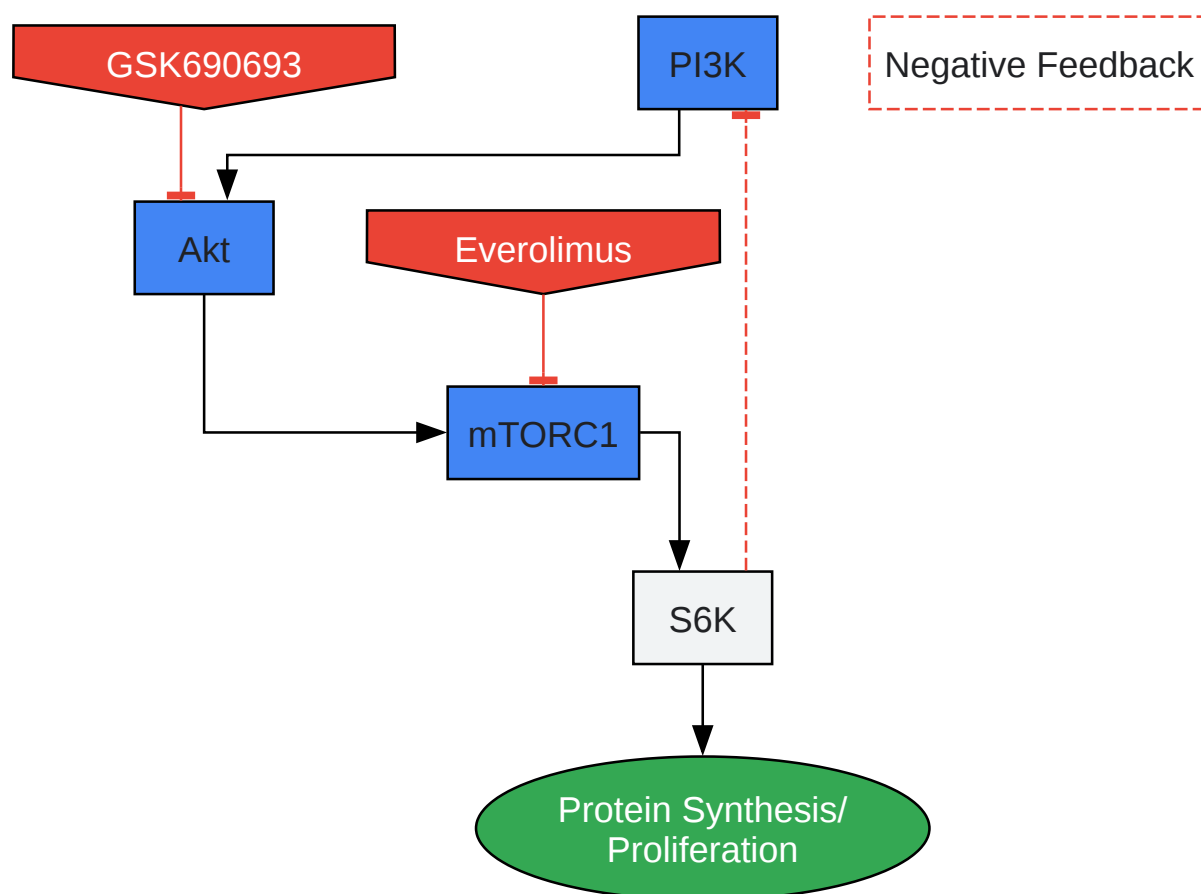 GSK690693
PI3K
Negative Feedback
Akt
Everolimus
mTORC1
S6K
Protein Synthesis/
Proliferation